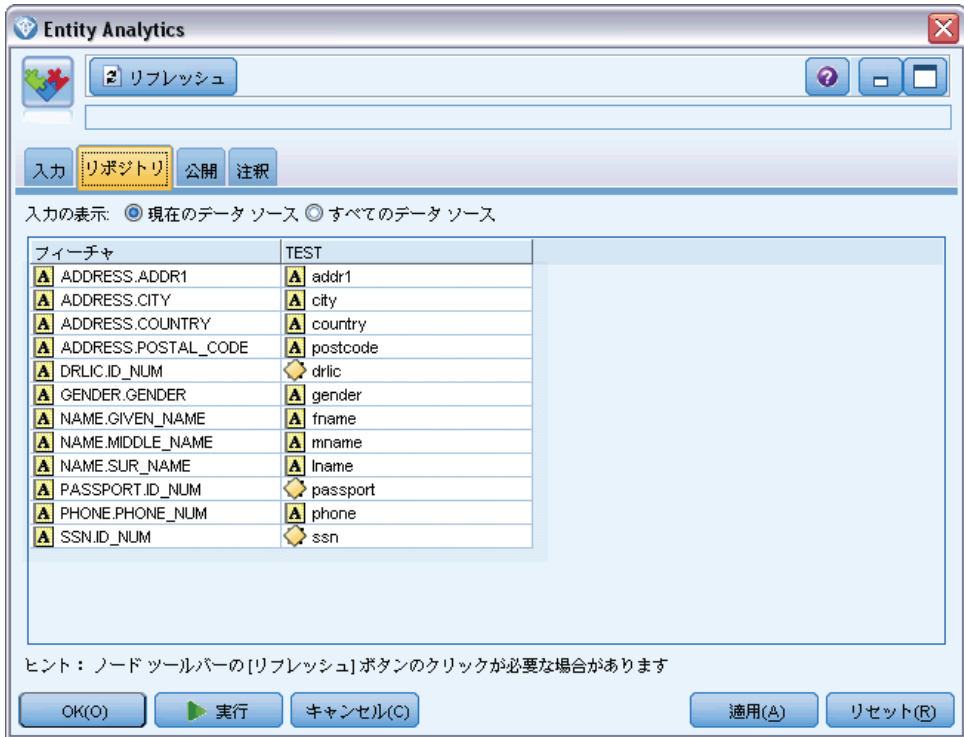 Entity Analytics
リフレッシュ
入力 リポジトリ 公開 注釈
入力の表示: 現在のデータ ソース すべてのデータ ソース
フィーチャ TEST
ADDRESS.ADDR1 addr1
ADDRESS.CITY city
ADDRESS.COUNTRY country
ADDRESS.POSTAL_CODE postcode
DRLIC.ID_NUM drlic
GENDER.GENDER gender
NAME.GIVEN_NAME fname
NAME.MIDDLE_NAME mname
NAME.SUR_NAME lname
PASSPORT.ID_NUM passport
PHONE.PHONE_NUM phone
SSN.ID_NUM ssn
ヒント： ノード ツールバーの [リフレッシュ] ボタンのクリックが必要な場合があります
OK(O) 実行 キャンセル(C) 適用(A) リセット(R)